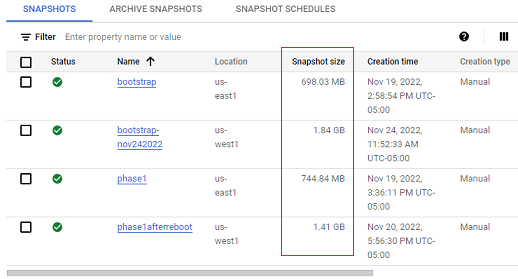 SNAPSHOTS ARCHIVE SNAPSHOTS SNAPSHOT SCHEDULES
Filter Enter property name or value
Status Name Location Snapshot size Creation time Creation type
bootstrap us- 698.03 MB Nov 19, 2022, Manual
east1 2:58:54 PM UTC-
05:00
bootstrap- us- 1.84 GB Nov 24, 2022, Manual
nov242022 west1 11:52:33 AM
UTC-05:00
phase1 us- 744.84 MB Nov 19, 2022, Manual
east1 3:36:11 PM UTC-
05:00
phase1afterreboot us- 1.41 GB Nov 20, 2022, Manual
west1 5:56:30 PM UTC-
05:00